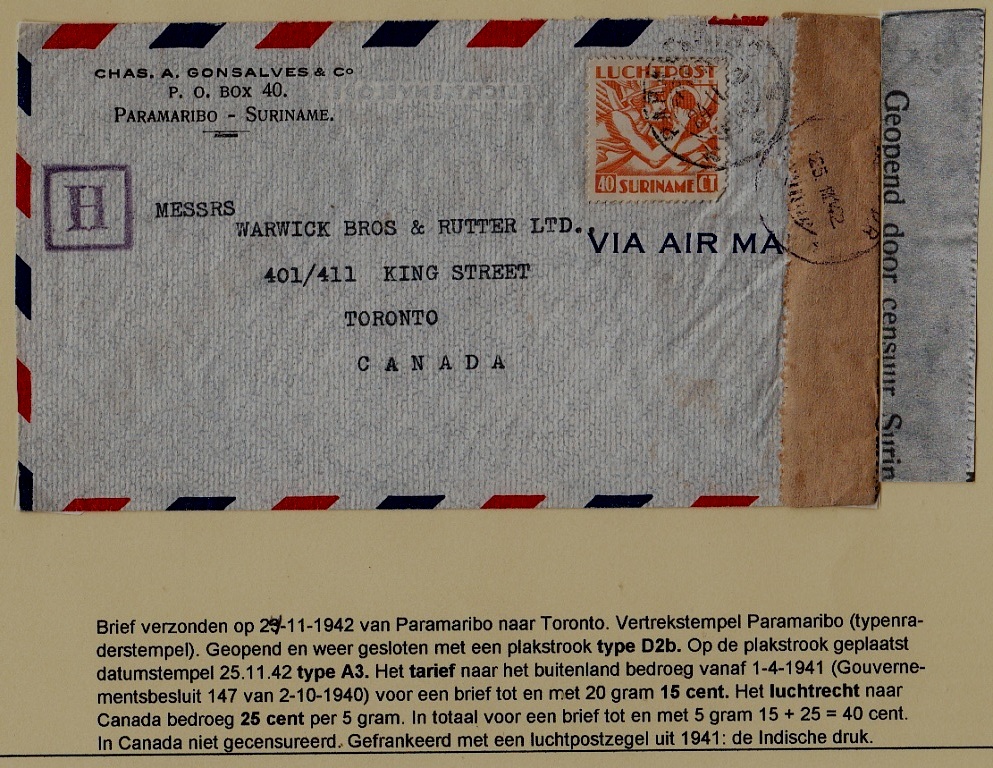 CHAS. A. GONSALVES & Co
P. O. BOX 40.
PARAMARIBO - SURINAME.
LUCHTPOST
40 SURINAME CT
H
MESSRS
WARWICK BROS & RUTTER LTD.,
VIA AIR MA
401/411 KING STREET
TORONTO
CANADA
25.11.42
Geopend door censuur Surin
Brief verzonden op 24-11-1942 van Paramaribo naar Toronto. Vertrekstempel Paramaribo (typenra-
derstempel). Geopend en weer gesloten met een plakstrook type D2b. Op de plakstrook geplaatst
datumstempel 25.11.42 type A3. Het tarief naar het buitenland bedroeg vanaf 1-4-1941 (Gouverne-
mentsbesluit 147 van 2-10-1940) voor een brief tot en met 20 gram 15 cent. Het luchtrecht naar
Canada bedroeg 25 cent per 5 gram. In totaal voor een brief tot en met 5 gram 15 + 25 = 40 cent.
In Canada niet gecensureerd. Gefrankeerd met een luchtpostzegel uit 1941: de Indische druk.